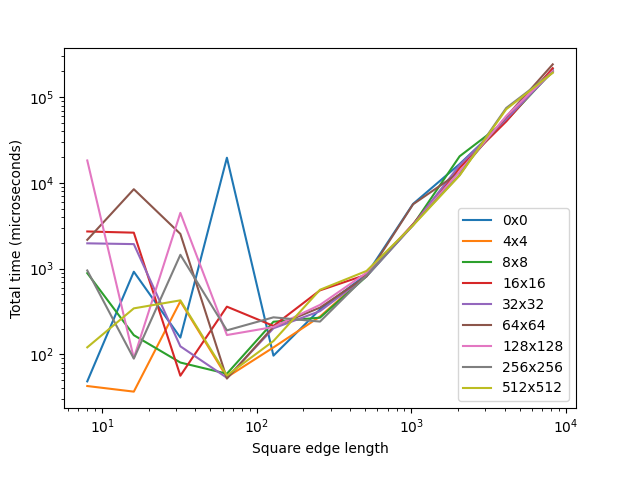 Total time (microseconds)
10^5
10^4
10^3
10^2
0x0
4x4
8x8
16x16
32x32
64x64
128x128
256x256
512x512
10^1
10^2
10^3
10^4
Square edge length